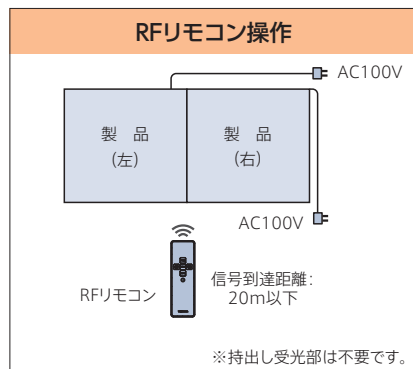 RFリモコン操作
AC100V
製 品
(左)
製 品
(右)
AC100V
RFリモコン
信号到達距離:
20m以下
※持出し受光部は不要です。